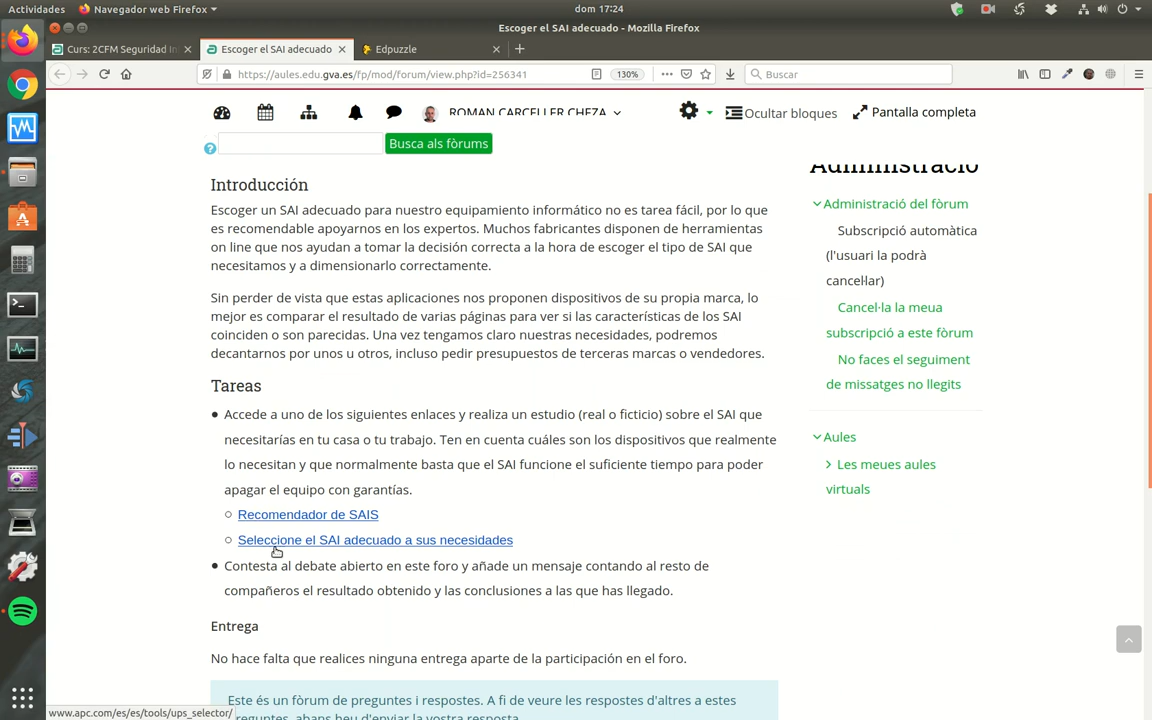 Actividades
Navegador web Firefox
dom 17:24
Escoger el SAI adecuado - Mozilla Firefox
Curs: 2CFM Seguridad In
Escoger el SAI adecuado
Edpuzzle
https://aules.edu.gva.es/fp/mod/forum/view.php?id=256341
130%
Buscar
ROMAN CARCELLER CHEZA
Ocultar bloques
Pantalla completa
Busca als fòrums
Introducción
Escoger un SAI adecuado para nuestro equipamiento informático no es tarea fácil, por lo que
es recomendable apoyarnos en los expertos. Muchos fabricantes disponen de herramientas
on line que nos ayudan a tomar la decisión correcta a la hora de escoger el tipo de SAI que
necesitamos y a dimensionarlo correctamente.
Sin perder de vista que estas aplicaciones nos proponen dispositivos de su propia marca, lo
mejor es comparar el resultado de varias páginas para ver si las características de los SAI
coinciden o son parecidas. Una vez tengamos claro nuestras necesidades, podremos
decantarnos por unos u otros, incluso pedir presupuestos de terceras marcas o vendedores.
Tareas
Accede a uno de los siguientes enlaces y realiza un estudio (real o ficticio) sobre el SAI que
necesitarías en tu casa o tu trabajo. Ten en cuenta cuáles son los dispositivos que realmente
lo necesitan y que normalmente basta que el SAI funcione el suficiente tiempo para poder
apagar el equipo con garantías.
Recomendador de SAIS
Seleccione el SAI adecuado a sus necesidades
Contesta al debate abierto en este foro y añade un mensaje contando al resto de
compañeros el resultado obtenido y las conclusiones a las que has llegado.
Entrega
No hace falta que realices ninguna entrega aparte de la participación en el foro.
Este és un fòrum de preguntes i respostes. A fi de veure les respostes d'altres a estes
preguntes, abans heu d'enviar la vostra resposta
Administració
Administració del fòrum
Subscripció automàtica
(l'usuari la podrà
cancel·lar)
Cancel·la la meua
subscripció a este fòrum
No faces el seguiment
de missatges no llegits
Aules
Les meues aules
virtuals
www.apc.com/es/es/tools/ups_selector/